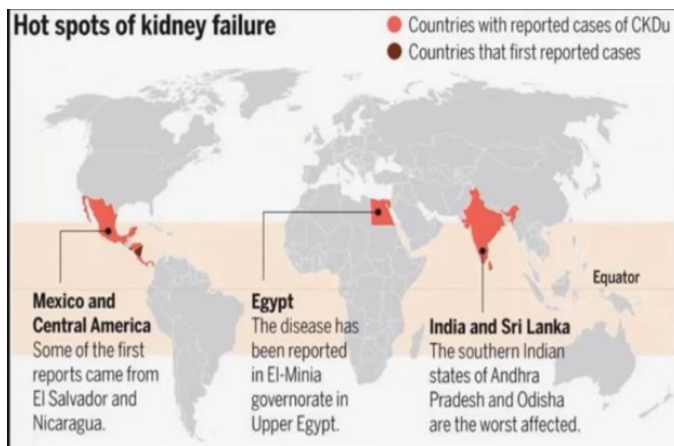 Hot spots of kidney failure
Countries with reported cases of CKDu
Countries that first reported cases
Equator
Mexico and
Central America
Some of the first
reports came from
El Salvador and
Nicaragua.
Egypt
The disease has
been reported
in El-Minia
governorate in
Upper Egypt.
India and Sri Lanka
The southern Indian
states of Andhra
Pradesh and Odisha
are the worst affected.